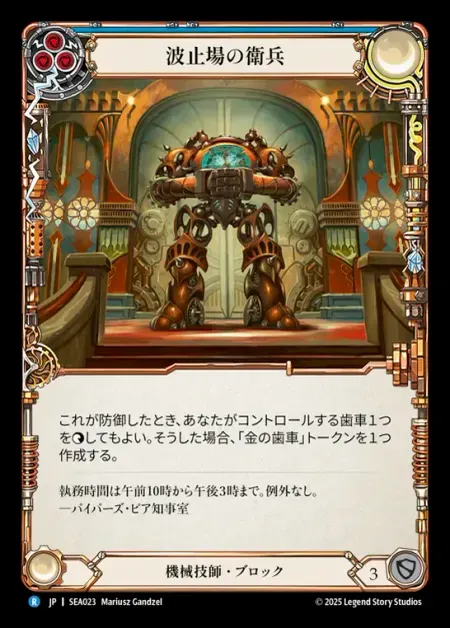 波止場の衛兵
これが防御したとき、あなたがコントロールする歯車１つ
をしてもよい。そうした場合、「金の歯車」トークンを１つ
作成する。
執務時間は午前10時から午後3時まで。例外なし。
―バイパーズ・ピア知事室
機械技師・ブロック
3
R JP SEA023 Mariusz Gandzel
© 2025 Legend Story Studios